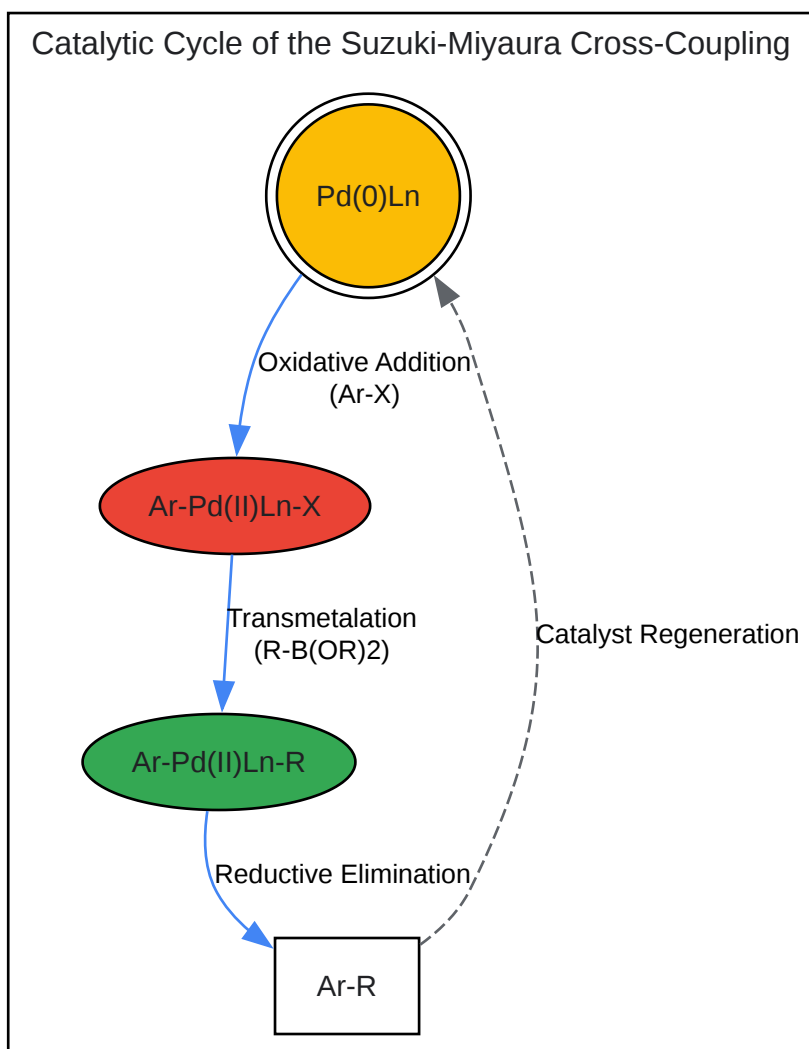 Catalytic Cycle of the Suzuki-Miyaura Cross-Coupling
Pd(0)Ln
Oxidative Addition
(Ar-X)
Ar-Pd(II)Ln-X
Transmetalation
(R-B(OR)2)
Catalyst Regeneration
Ar-Pd(II)Ln-R
Reductive Elimination
Ar-R